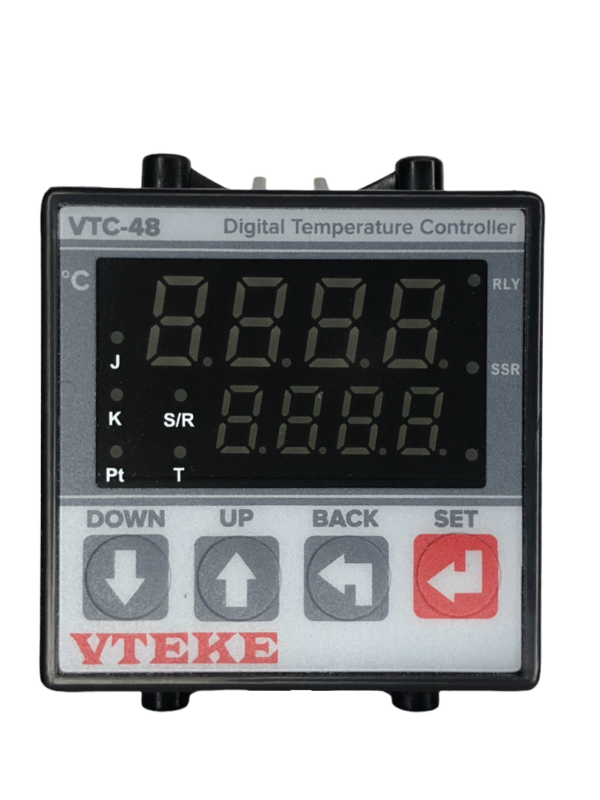 VTC-48 Digital Temperature Controller
°C
RLY
J
SSR
K S/R
Pt T
DOWN UP BACK SET
VTEKE